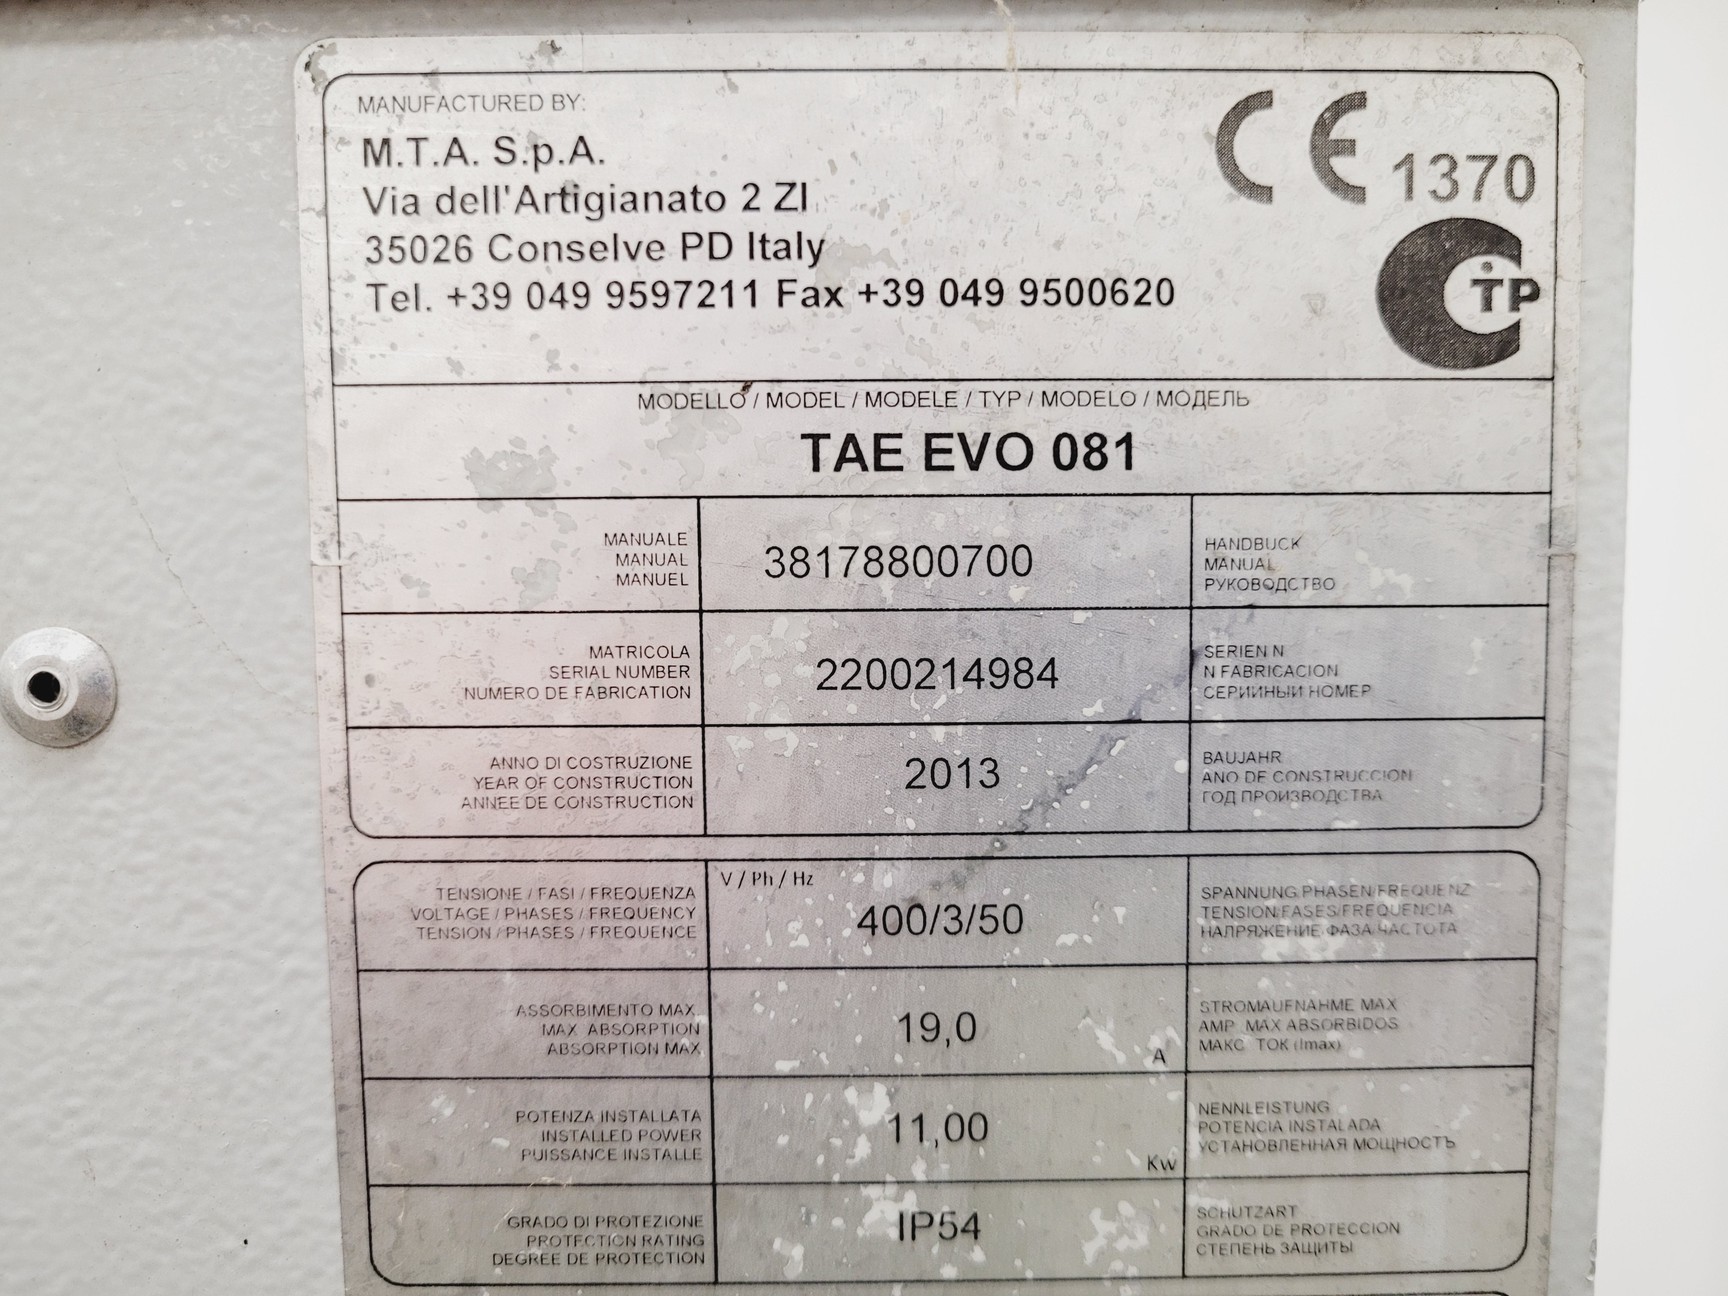 MANUFACTURED BY:
M.T.A. S.p.A.
Via dell'Artigianato 2 ZI
35026 Conselve PD Italy
Tel. +39 049 9597211 Fax +39 049 9500620
CE 1370
CTP
MODELLO / MODEL / MODELE / TYP / MODELO / МОДЕЛЬ
TAE EVO 081
MANUALE
MANUAL
MANUEL
38178800700
HANDBUCK
MANUAL
РУКОВОДСТВО
MATRICOLA
SERIAL NUMBER
NUMERO DE FABRICATION
2200214984
SERIEN N
N FABRICACION
СЕРИИНЫИ НОМЕР
ANNO DI COSTRUZIONE
YEAR OF CONSTRUCTION
ANNEE DE CONSTRUCTION
2013
BAUJAHR
ANO DE CONSTRUCCION
ГОД ПРОИЗВОДСТВА
TENSIONE / FASI / FREQUENZA
VOLTAGE / PHASES / FREQUENCY
TENSION / PHASES / FREQUENCE
V / Ph / Hz
400/3/50
SPANNUNG/PHASEN/FREQUENZ
TENSION/FASES/FREQUENCIA
НАПРЯЖЕНИЕ/ФАЗА/ЧАСТОТА
ASSORBIMENTO MAX.
MAX ABSORPTION
ABSORPTION MAX
19,0
A
STROMAUFNAHME MAX
AMP MAX ABSORBIDOS
МАКС ТОК (Imax)
POTENZA INSTALLATA
INSTALLED POWER
PUISSANCE INSTALLE
11,00
Kw
NENNLEISTUNG
POTENCIA INSTALADA
УСТАНОВЛЕННАЯ МОЩНОСТЬ
GRADO DI PROTEZIONE
PROTECTION RATING
DEGREE DE PROTECTION
IP54
SCHUTZART
GRADO DE PROTECCION
СТЕПЕНЬ ЗАЩИТЫ